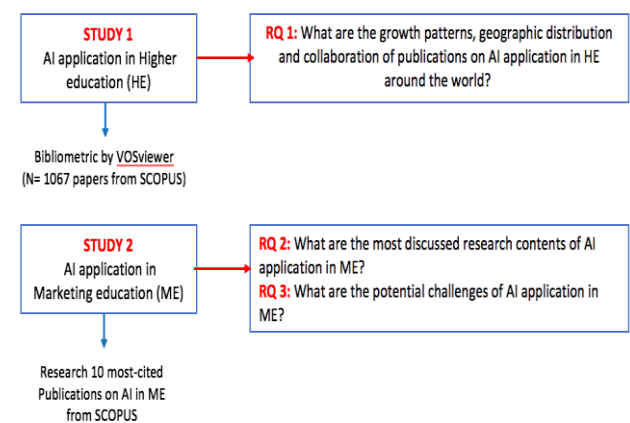 STUDY 1
AI application in Higher
education (HE)
RQ 1: What are the growth patterns, geographic distribution
and collaboration of publications on AI application in HE
around the world?
Bibliometric by VOSviewer
(N= 1067 papers from SCOPUS)
STUDY 2
AI application in
Marketing education (ME)
RQ 2: What are the most discussed research contents of AI
application in ME?
RQ 3: What are the potential challenges of AI application in
ME?
Research 10 most-cited
Publications on AI in ME
from SCOPUS